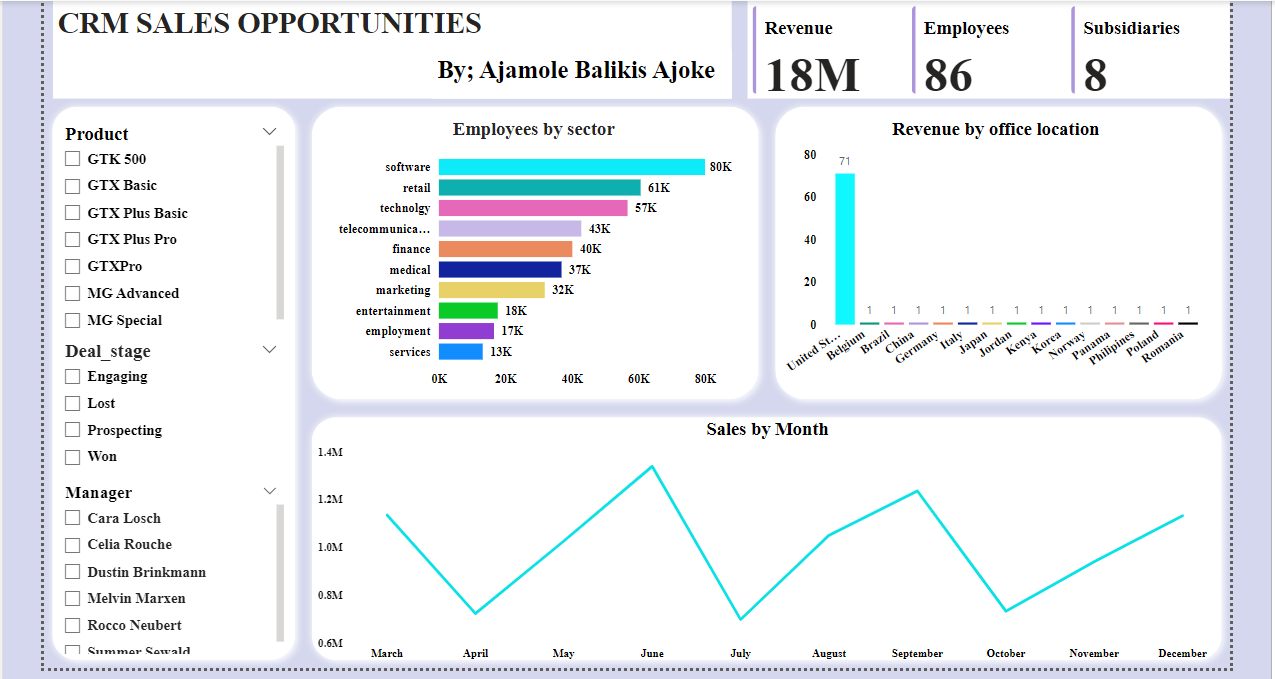 CRM SALES OPPORTUNITIES
By; Ajamole Balikis Ajoke
Revenue
18M
Employees
86
Subsidiaries
8
Product
GTK 500
GTX Basic
GTX Plus Basic
GTX Plus Pro
GTXPro
MG Advanced
MG Special
Deal_stage
Engaging
Lost
Prospecting
Won
Manager
Cara Losch
Celia Rouche
Dustin Brinkmann
Melvin Marxen
Rocco Neubert
Summer Sewald
Employees by sector
software 80K
retail 61K
technolgy 57K
telecommunica... 43K
finance 40K
medical 37K
marketing 32K
entertainment 18K
employment 17K
services 13K
0K 20K 40K 60K 80K
Revenue by office location
80
60
40
20
0
71 1 1 1 1 1 1 1 1 1 1 1 1 1 1
United St... Belgium Brazil China Germany Italy Japan Jordan Kenya Korea Norway Panama Philipines Poland Romania
Sales by Month
1.4M
1.2M
1.0M
0.8M
0.6M
March April May June July August September October November December